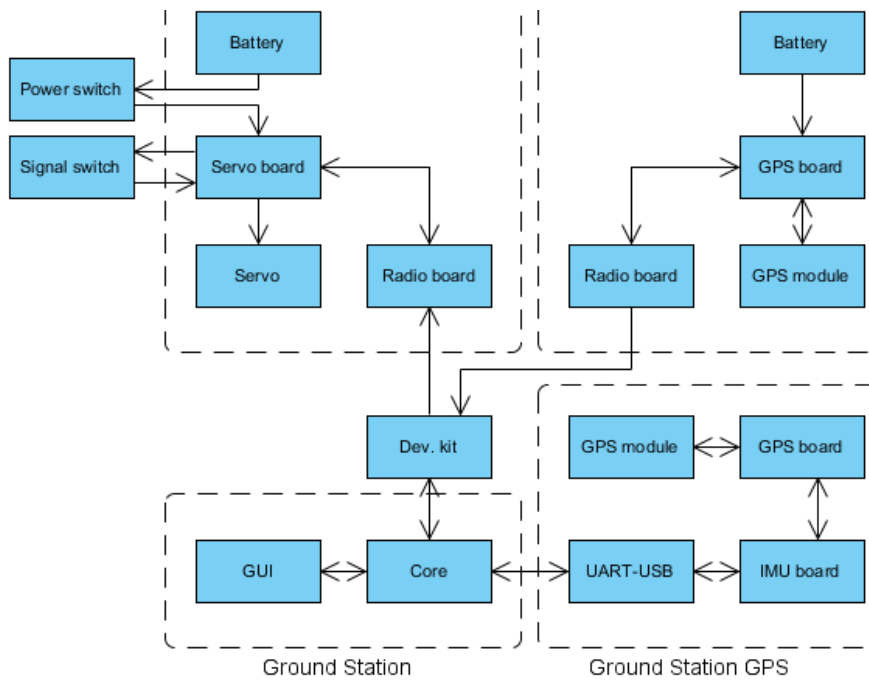 Battery
Battery
Power switch
Signal switch
Servo board
GPS board
Servo
Radio board
Radio board
GPS module
Dev. kit
GPS module
GPS board
GUI
Core
UART-USB
IMU board
Ground Station
Ground Station GPS